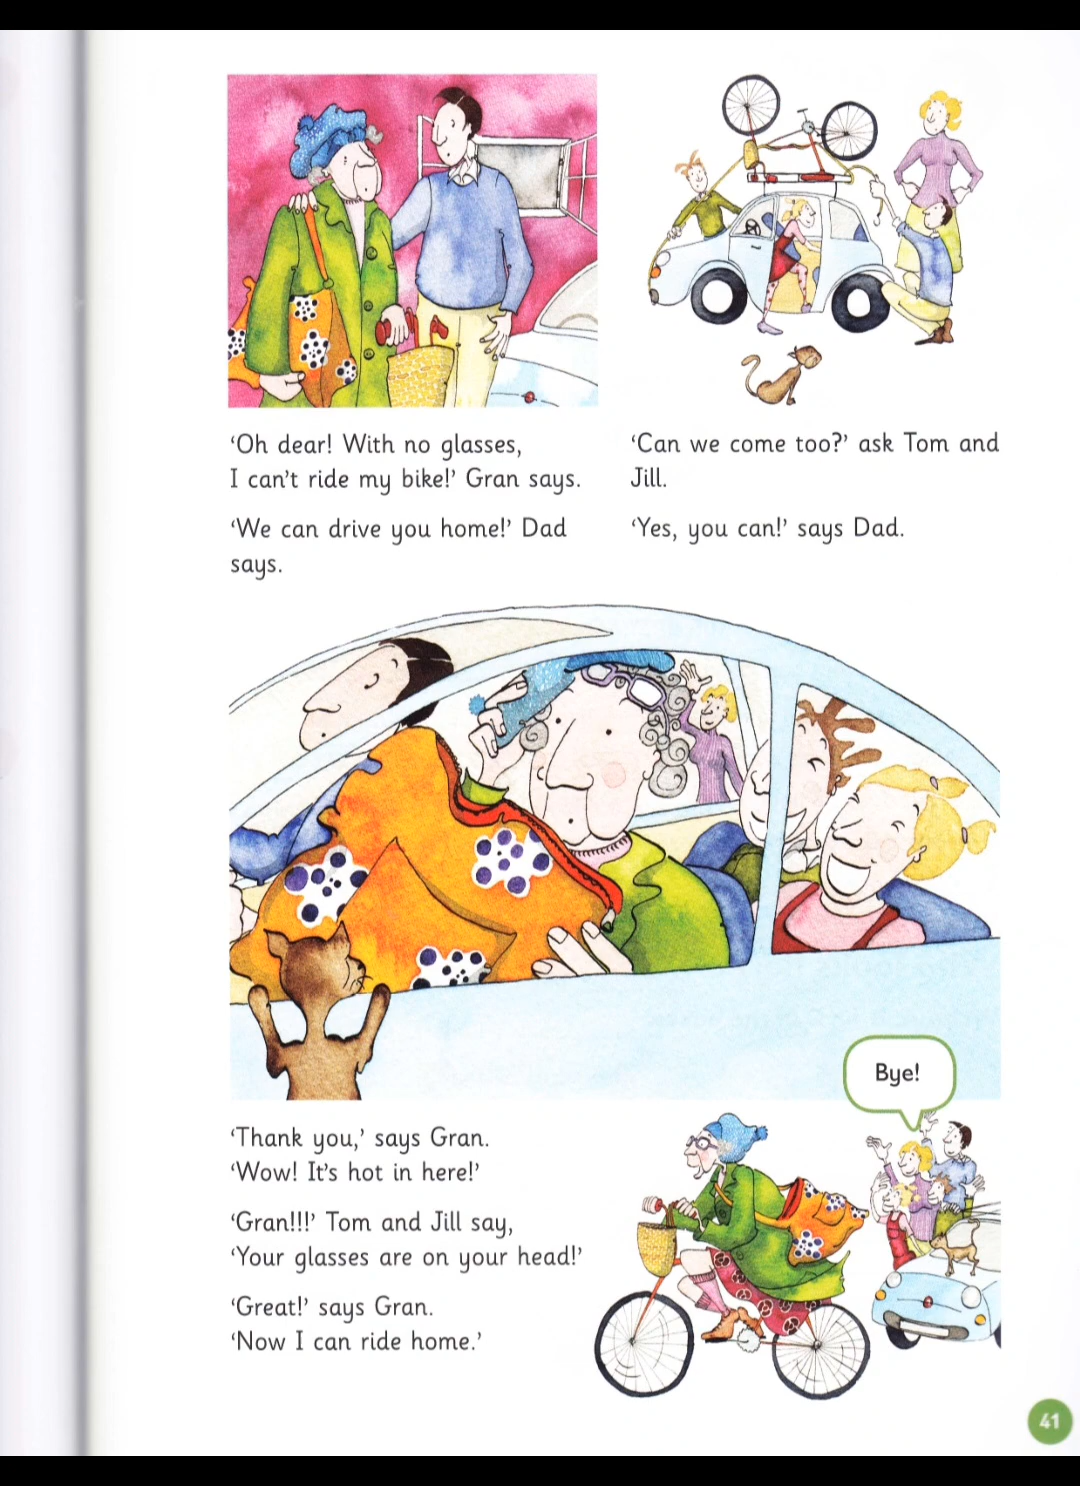 ‘Oh dear! With no glasses,
I can’t ride my bike!’ Gran says.
‘We can drive you home!’ Dad
says.
‘Can we come too?’ ask Tom and
Jill.
‘Yes, you can!’ says Dad.
‘Thank you,’ says Gran.
‘Wow! It’s hot in here!’
‘Gran!!!’ Tom and Jill say,
‘Your glasses are on your head!’
‘Great!’ says Gran.
‘Now I can ride home.’
Bye!
41